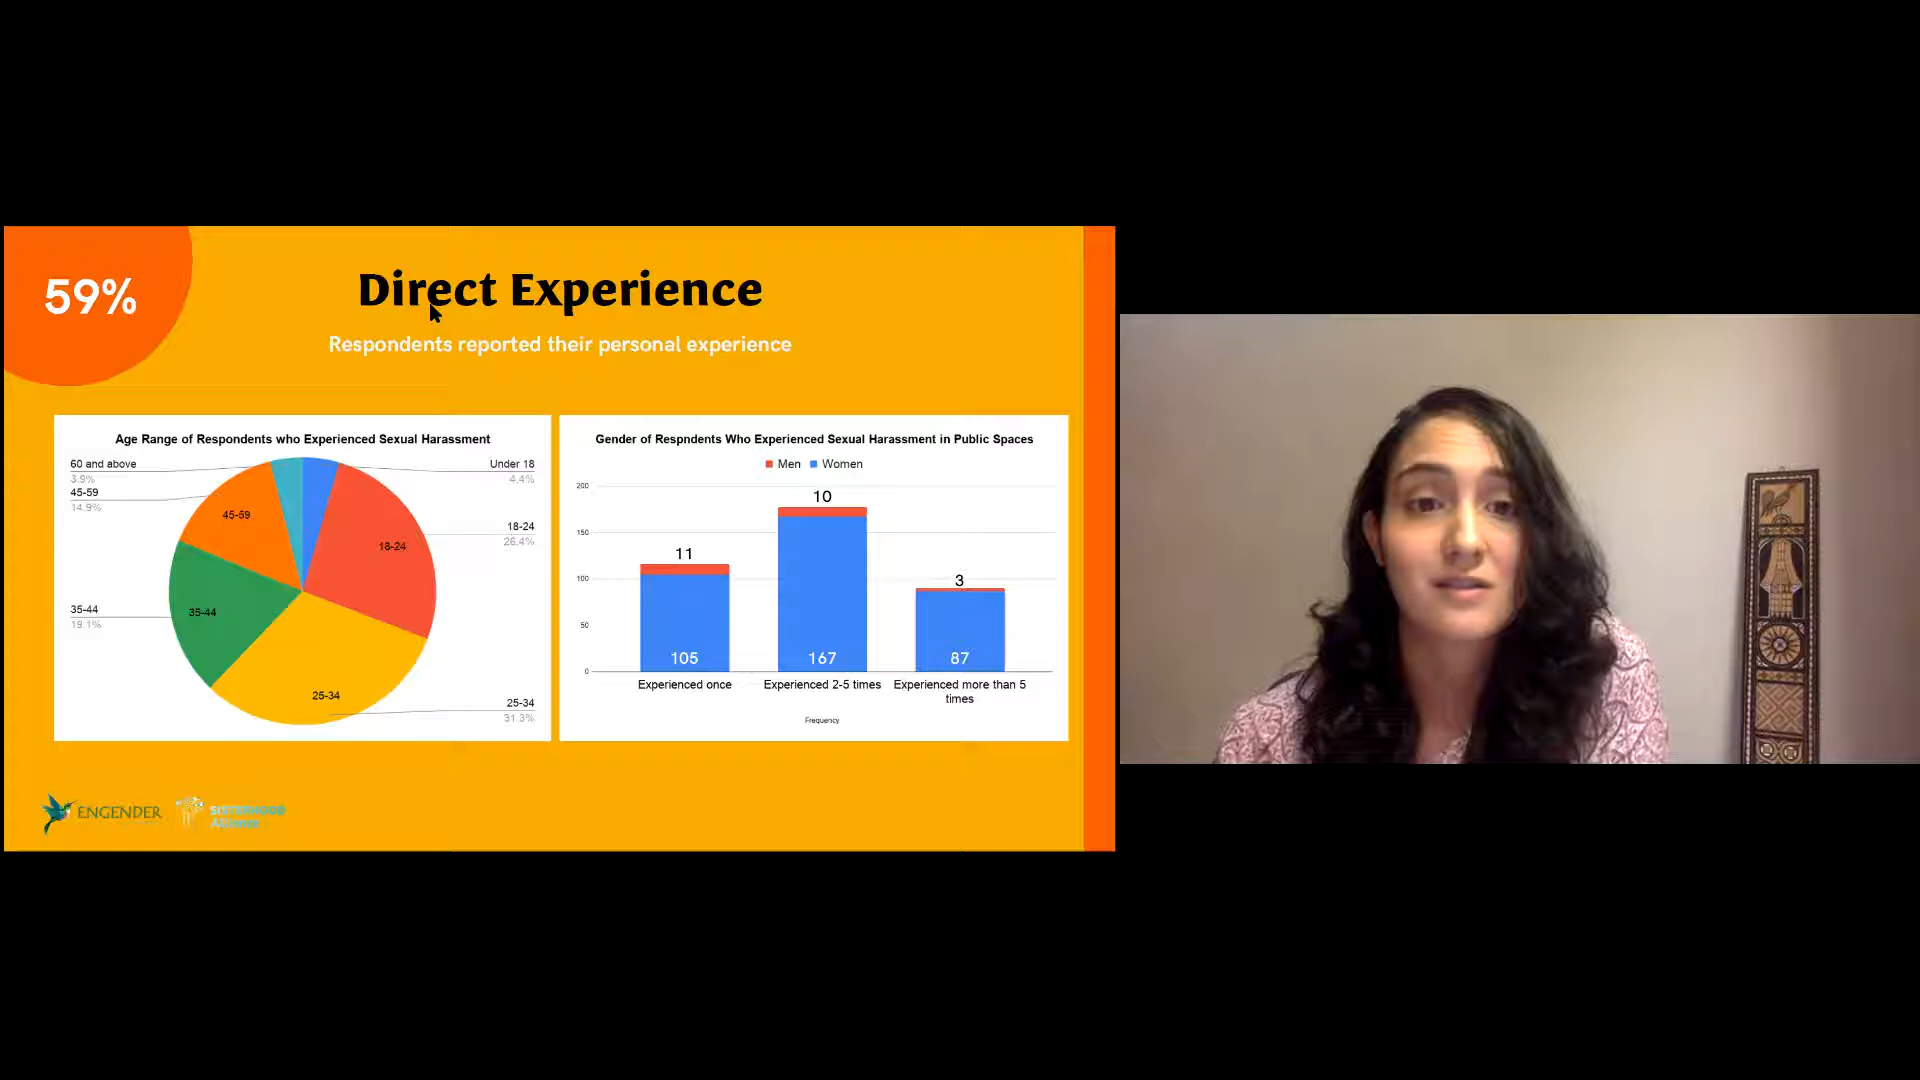 59%
Direct Experience
Respondents reported their personal experience
Age Range of Respondents who Experienced Sexual Harassment
60 and above
3.9%
45-59
14.9%
35-44
19.1%
Under 18
4.4%
18-24
26.4%
25-34
31.3%
45-59
18-24
35-44
25-34
Gender of Respndents Who Experienced Sexual Harassment in Public Spaces
Men Women
200
150
100
50
0
11
10
3
105
167
87
Experienced once
Experienced 2-5 times
Experienced more than 5
times
Frequency
ENGENDER
SISTERHOOD
Alliance